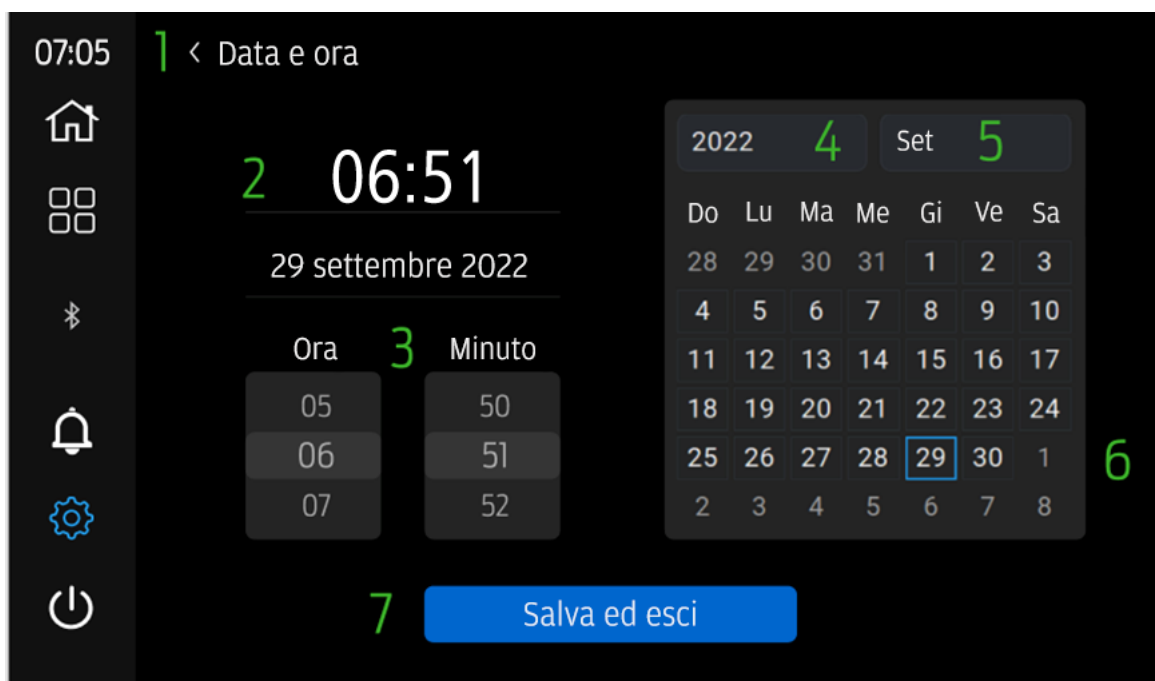 07:05
1 < Data e ora
2 06:51
29 settembre 2022
Ora 3 Minuto
05 50
06 51
07 52
2022 4 Set 5
Do Lu Ma Me Gi Ve Sa
28 29 30 31 1 2 3
4 5 6 7 8 9 10
11 12 13 14 15 16 17
18 19 20 21 22 23 24
25 26 27 28 29 30 1 6
2 3 4 5 6 7 8
7 Salva ed esci